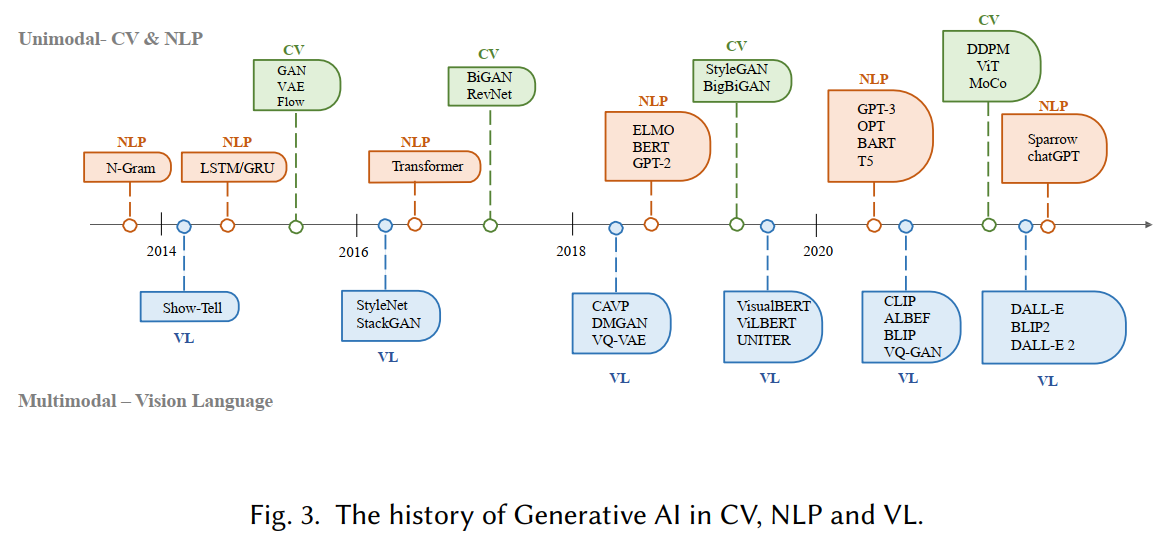 Unimodal- CV & NLP
CV
GAN
VAE
Flow
CV
BiGAN
RevNet
CV
StyleGAN
BigBiGAN
CV
DDPM
ViT
MoCo
NLP
N-Gram
NLP
LSTM/GRU
NLP
Transformer
NLP
ELMO
BERT
GPT-2
NLP
GPT-3
OPT
BART
T5
NLP
Sparrow
chatGPT
2014
2016
2018
2020
Show-Tell
VL
StyleNet
StackGAN
VL
CAVP
DMGAN
VQ-VAE
VL
VisualBERT
ViLBERT
UNITER
VL
CLIP
ALBEF
BLIP
VQ-GAN
VL
DALL-E
BLIP2
DALL-E 2
VL
Multimodal – Vision Language
Fig. 3. The history of Generative AI in CV, NLP and VL.